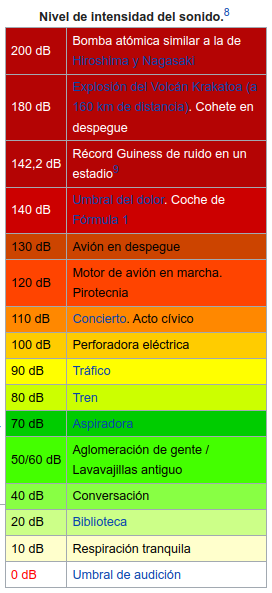 Nivel de intensidad del sonido.8
200 dB Bomba atómica similar a la de
Hiroshima y Nagasaki
180 dB Explosión del Volcán Krakatoa (a
160 km de distancia). Cohete en
despegue
142,2 dB Récord Guiness de ruido en un
estadio9
140 dB Umbral del dolor. Coche de
Formula 1
130 dB Avión en despegue
120 dB Motor de avión en marcha.
Pirotecnia
110 dB Concierto. Acto cívico
100 dB Perforadora eléctrica
90 dB Tráfico
80 dB Tren
70 dB Aspiradora
50/60 dB Aglomeración de gente /
Lavavajillas antiguo
40 dB Conversación
20 dB Biblioteca
10 dB Respiración tranquila
0 dB Umbral de audición